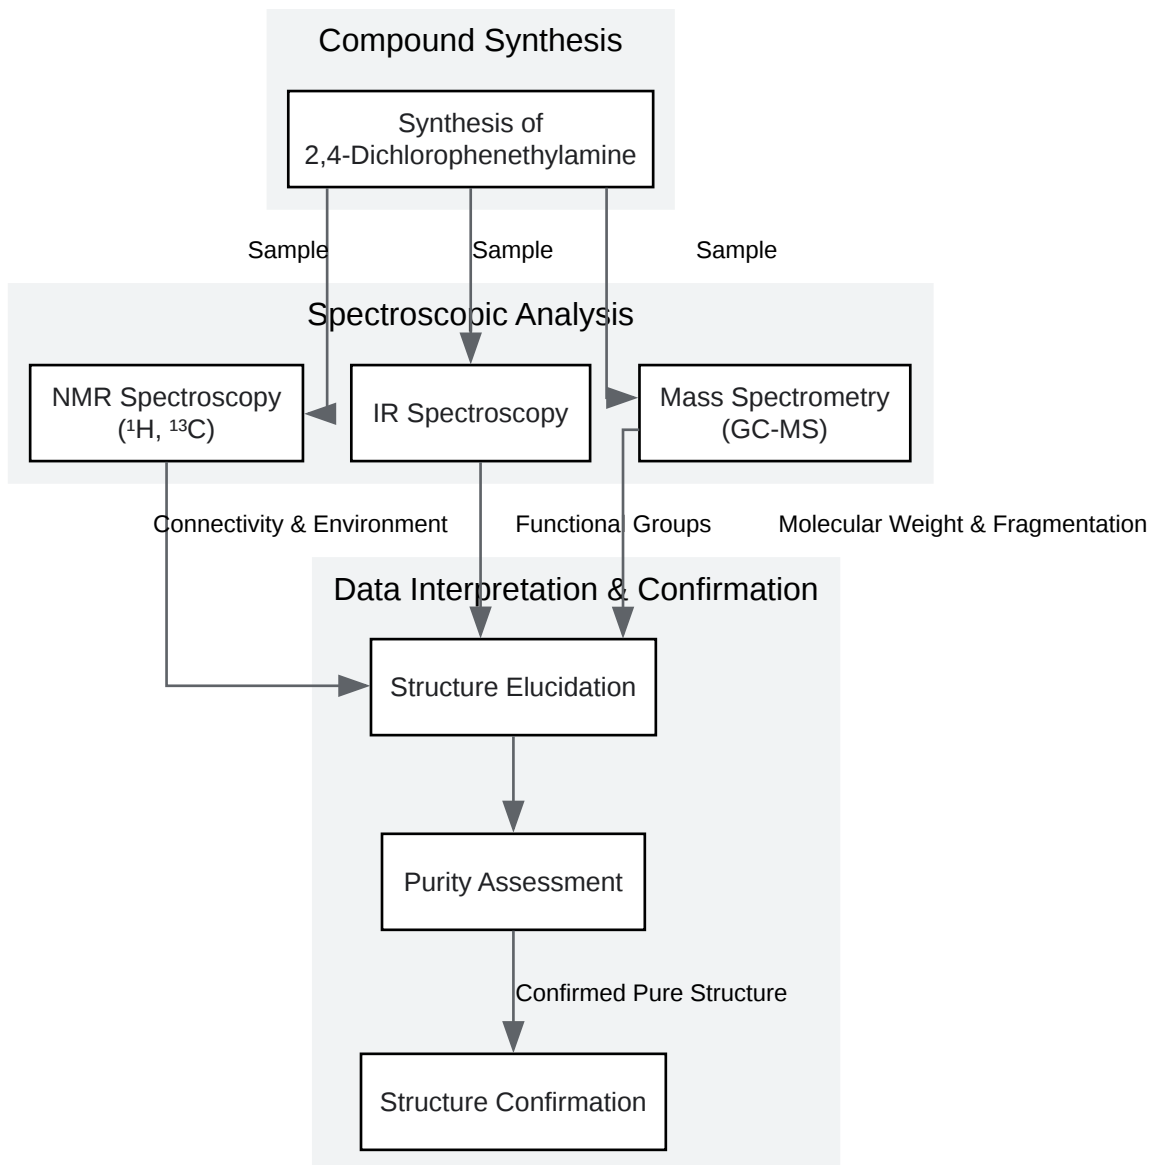 Compound Synthesis
Synthesis of
2,4-Dichlorophenethylamine
Sample
Sample
Sample
Spectroscopic Analysis
NMR Spectroscopy
(¹H, ¹³C)
IR Spectroscopy
Mass Spectrometry
(GC-MS)
Connectivity & Environment
Functional Groups
Molecular Weight & Fragmentation
Data Interpretation & Confirmation
Structure Elucidation
Purity Assessment
Confirmed Pure Structure
Structure Confirmation